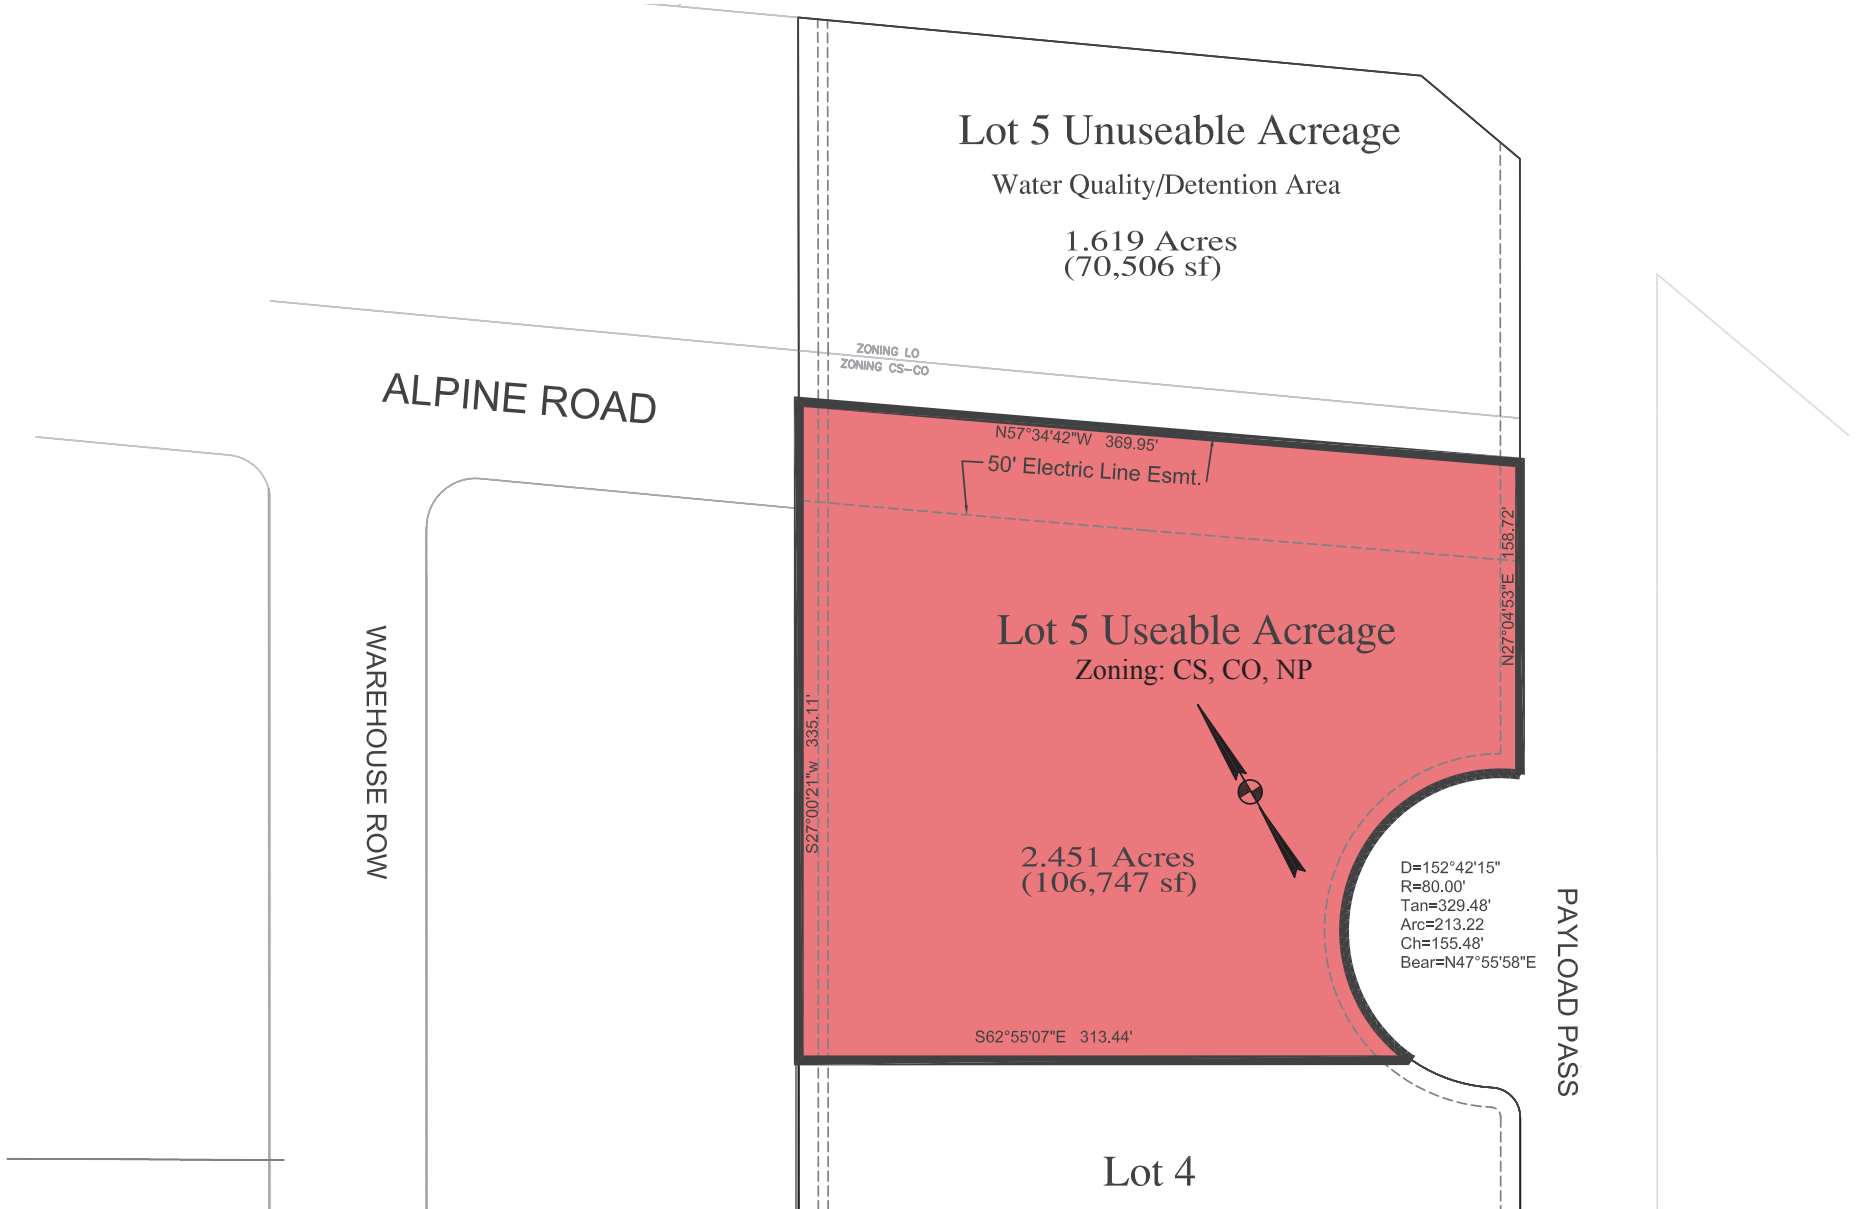 Lot 5 Unuseable Acreage
Water Quality/Detention Area
1.619 Acres
(70,506 sf)
ZONING LO
ZONING CS-CO
ALPINE ROAD
N57°34'42"W 369.95'
50' Electric Line Esmt.
N27°04'53"E 158.72'
Lot 5 Useable Acreage
Zoning: CS, CO, NP
WAREHOUSE ROW
S27°00'21"w 335.11'
2.451 Acres
(106,747 sf)
D=152°42'15"
R=80.00'
Tan=329.48'
Arc=213.22
Ch=155.48'
Bear=N47°55'58"E
PAYLOAD PASS
S62°55'07"E 313.44'
Lot 4